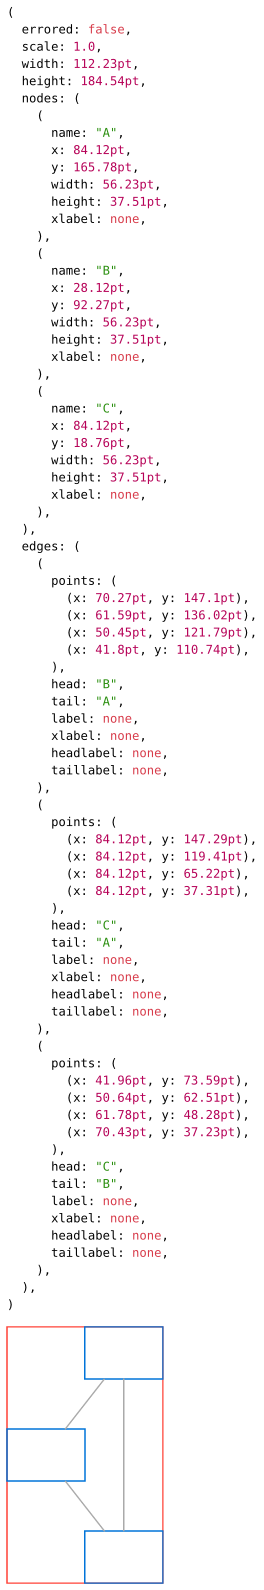 (
  errored: false,
  scale: 1.0,
  width: 112.23pt,
  height: 184.54pt,
  nodes: (
    (
      name: "A",
      x: 84.12pt,
      y: 165.78pt,
      width: 56.23pt,
      height: 37.51pt,
      xlabel: none,
    ),
    (
      name: "B",
      x: 28.12pt,
      y: 92.27pt,
      width: 56.23pt,
      height: 37.51pt,
      xlabel: none,
    ),
    (
      name: "C",
      x: 84.12pt,
      y: 18.76pt,
      width: 56.23pt,
      height: 37.51pt,
      xlabel: none,
    ),
  ),
  edges: (
    (
      points: (
        (x: 70.27pt, y: 147.1pt),
        (x: 61.59pt, y: 136.02pt),
        (x: 50.45pt, y: 121.79pt),
        (x: 41.8pt, y: 110.74pt),
      ),
      head: "B",
      tail: "A",
      label: none,
      xlabel: none,
      headlabel: none,
      taillabel: none,
    ),
    (
      points: (
        (x: 84.12pt, y: 147.29pt),
        (x: 84.12pt, y: 119.41pt),
        (x: 84.12pt, y: 65.22pt),
        (x: 84.12pt, y: 37.31pt),
      ),
      head: "C",
      tail: "A",
      label: none,
      xlabel: none,
      headlabel: none,
      taillabel: none,
    ),
    (
      points: (
        (x: 41.96pt, y: 73.59pt),
        (x: 50.64pt, y: 62.51pt),
        (x: 61.78pt, y: 48.28pt),
        (x: 70.43pt, y: 37.23pt),
      ),
      head: "C",
      tail: "B",
      label: none,
      xlabel: none,
      headlabel: none,
      taillabel: none,
    ),
  ),
)